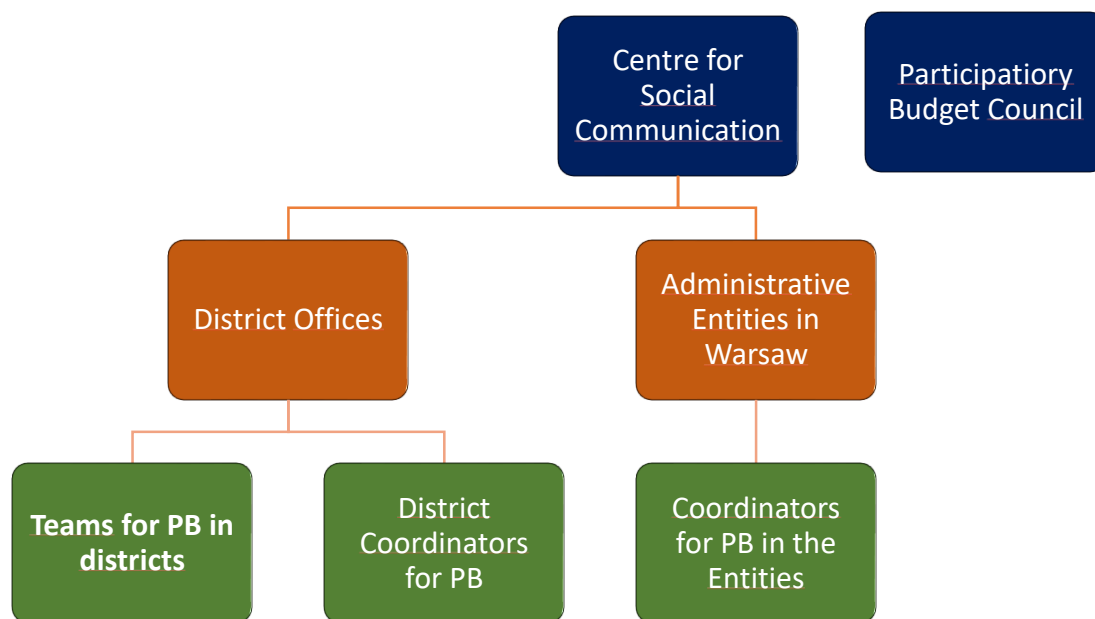 Centre for
Social
Communication
Participatiory
Budget Council
District Offices
Administrative
Entities in
Warsaw
Teams for PB in
districts
District
Coordinators
for PB
Coordinators
for PB in the
Entities